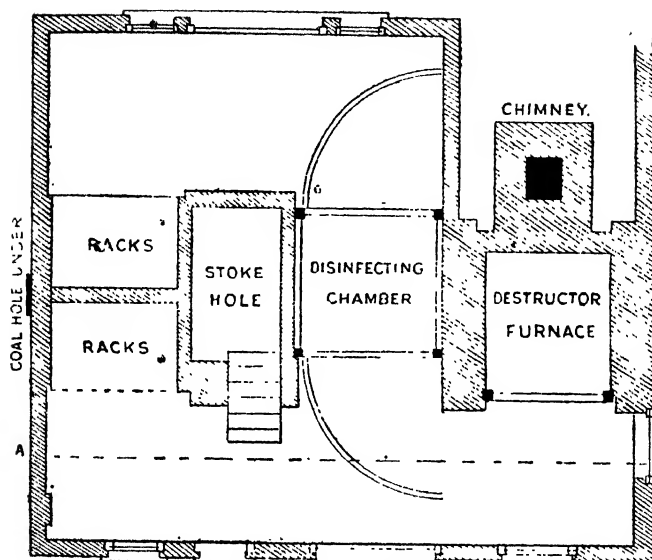 CHIMNEY.
COAL HOLE UNDER
RACKS
STOKE
HOLE
DISINFECTING
CHAMBER
DESTRUCTOR
FURNACE
RACKS
A
G